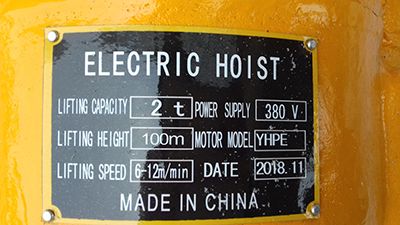 ELECTRIC HOIST
LIFTING CAPACITY 2 t POWER SUPPLY 380 V
LIFTING HEIGHT 100m MOTOR MODEL YHPE
LIFTING SPEED 6-12m/min DATE 2018.11
MADE IN CHINA